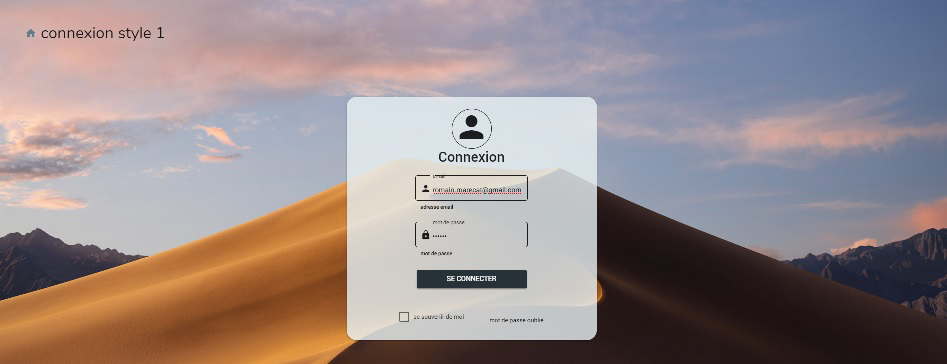 connexion style 1
Connexion
Email
romain.marecat@gmail.com
adresse email
mot de passe
••••••
mot de passe
SE CONNECTER
se souvenir de moi
mot de passe oublié